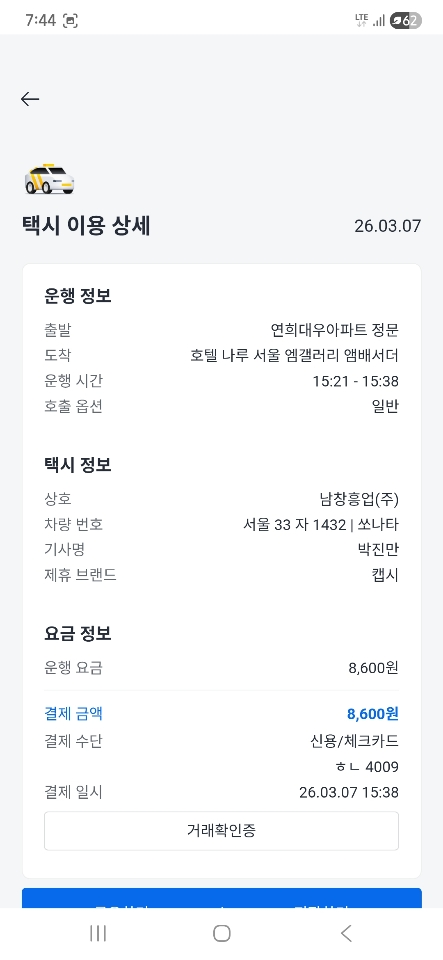 7:44
LTE
62
택시 이용 상세
26.03.07
운행 정보
출발 연희대우아파트 정문
도착 호텔 나루 서울 엠갤러리 앰배서더
운행 시간 15:21 - 15:38
호출 옵션 일반
택시 정보
상호 남창흥업(주)
차량 번호 서울 33 자 1432 | 쏘나타
기사명 박진만
제휴 브랜드 캡시
요금 정보
운행 요금 8,600원
결제 금액 8,600원
결제 수단 신용/체크카드
ㅎㄴ 4009
결제 일시 26.03.07 15:38
거래확인증